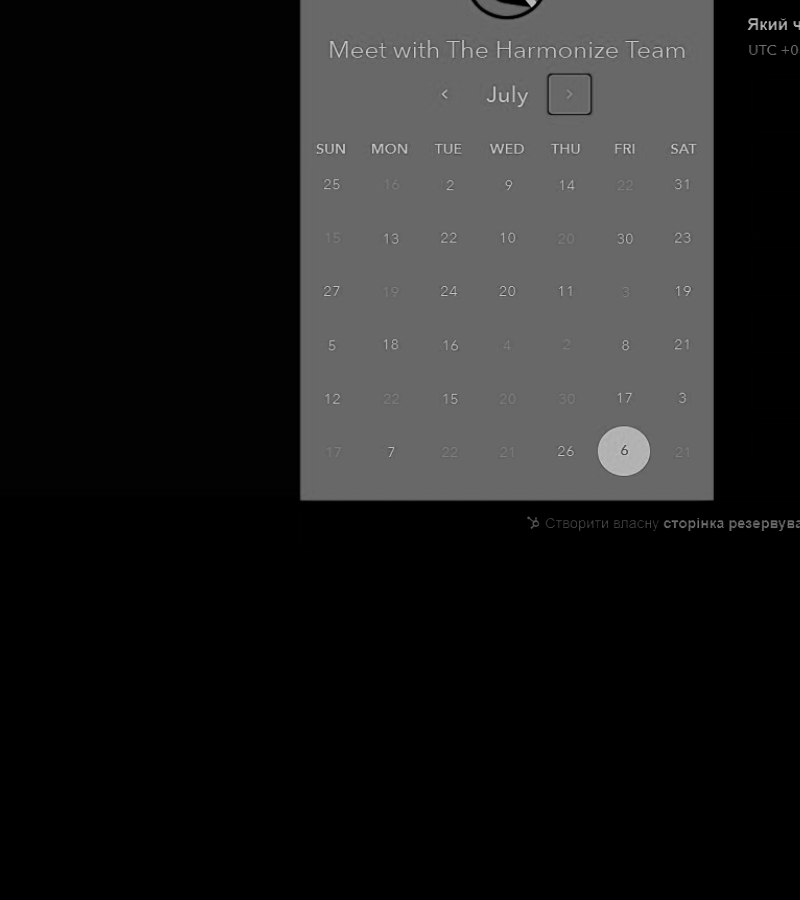 Який ч
UTC +0
Meet with The Harmonize Team
July
SUN MON TUE WED THU FRI SAT
25 16 2 9 14 22 31
15 13 22 10 20 30 23
27 19 24 20 11 3 19
5 18 16 4 2 8 21
12 22 15 20 30 17 3
17 7 22 21 26 6 21
Створити власну сторінка резервува